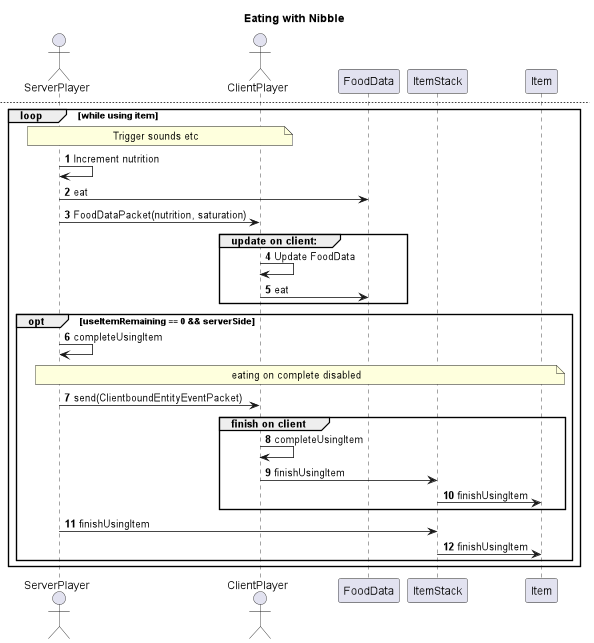 Eating with Nibble
ServerPlayer ClientPlayer FoodData ItemStack Item
loop [while using item]
Trigger sounds etc
1 Increment nutrition
2 eat
3 FoodDataPacket(nutrition, saturation)
update on client:
4 Update FoodData
5 eat
opt [useItemRemaining == 0 && serverSide]
6 completeUsingItem
eating on complete disabled
7 send(ClientboundEntityEventPacket)
finish on client
8 completeUsingItem
9 finishUsingItem
10 finishUsingItem
11 finishUsingItem
12 finishUsingItem
ServerPlayer ClientPlayer FoodData ItemStack Item